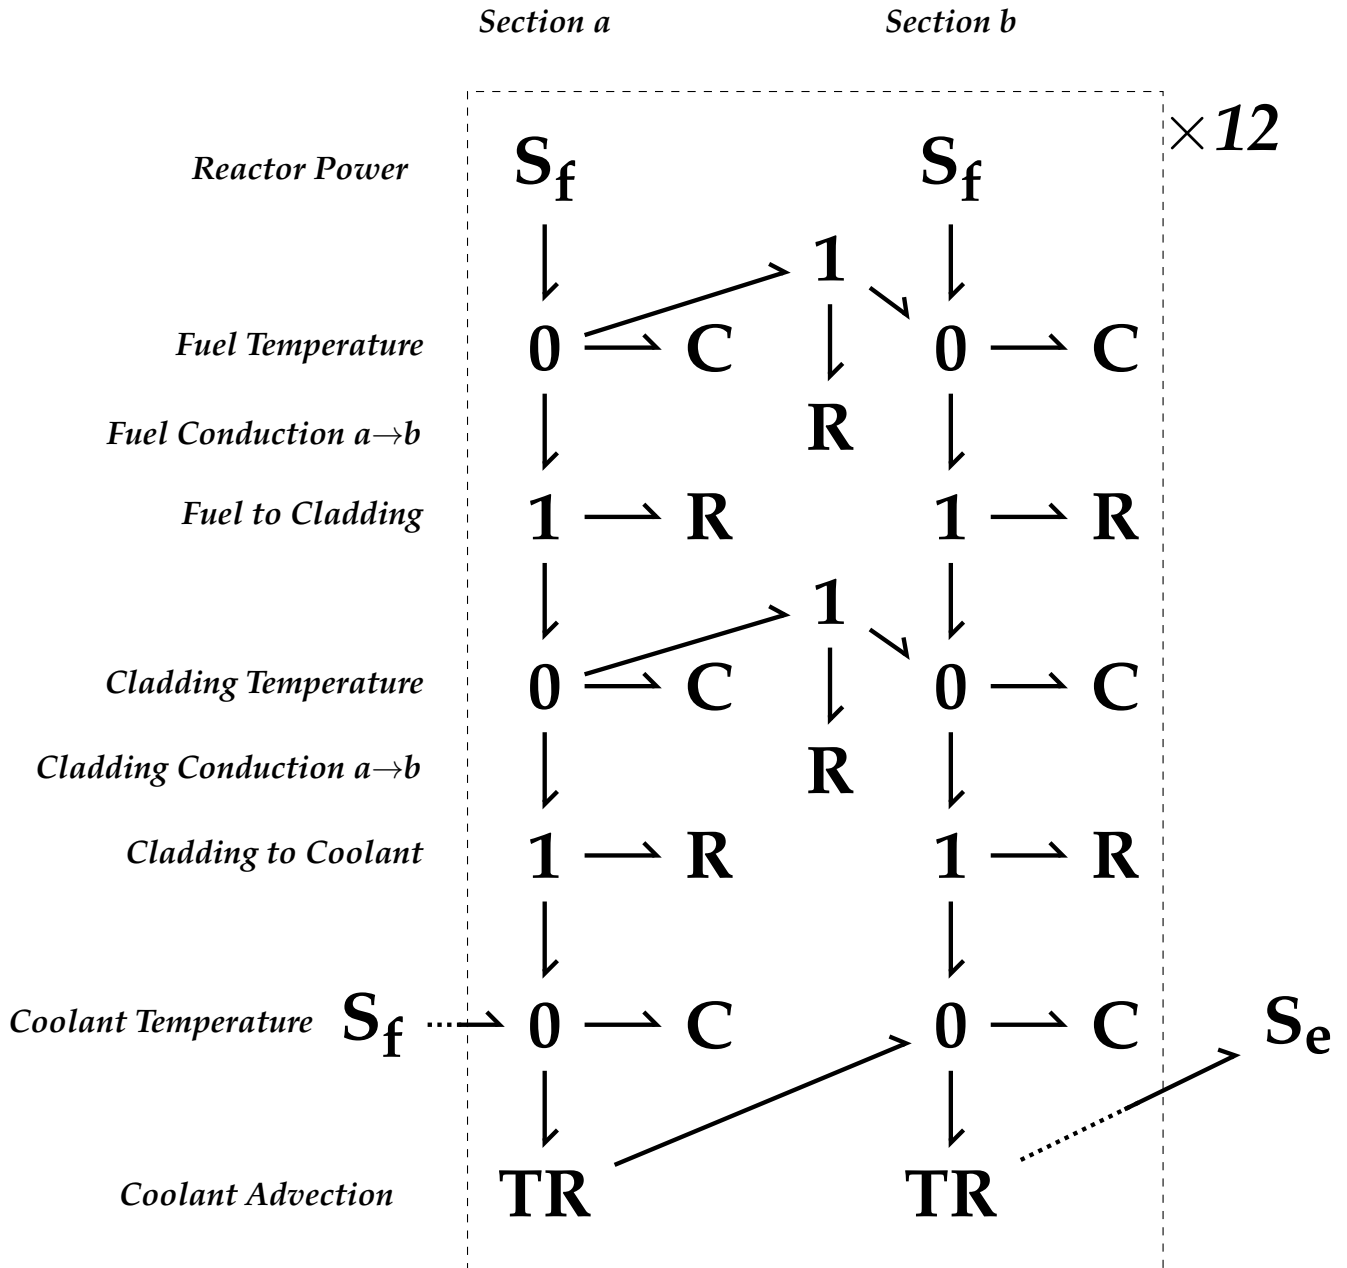 Section a Section b
×12
Reactor Power S_f S_f
1
Fuel Temperature 0 C 0 C
Fuel Conduction a→b R
Fuel to Cladding 1 R 1 R
1
Cladding Temperature 0 C 0 C
Cladding Conduction a→b R
Cladding to Coolant 1 R 1 R
Coolant Temperature S_f 0 C 0 C S_e
Coolant Advection TR TR